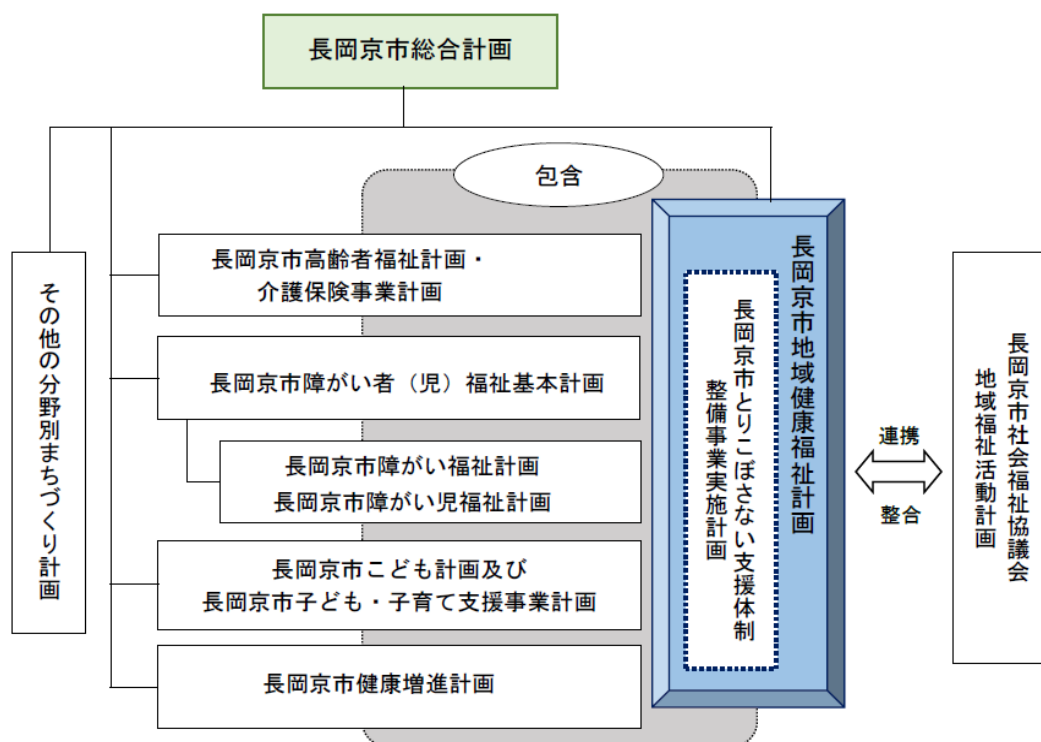 長岡京市総合計画
包含
その他の分野別まちづくり計画
長岡京市高齢者福祉計画・
介護保険事業計画
長岡京市障がい者（児）福祉基本計画
長岡京市障がい福祉計画
長岡京市障がい児福祉計画
長岡京市こども計画及び
長岡京市子ども・子育て支援事業計画
長岡京市健康増進計画
長岡京市地域健康福祉計画
長岡京市とりこぼさない支援体制
整備事業実施計画
連携
整合
長岡京市社会福祉協議会
地域福祉活動計画